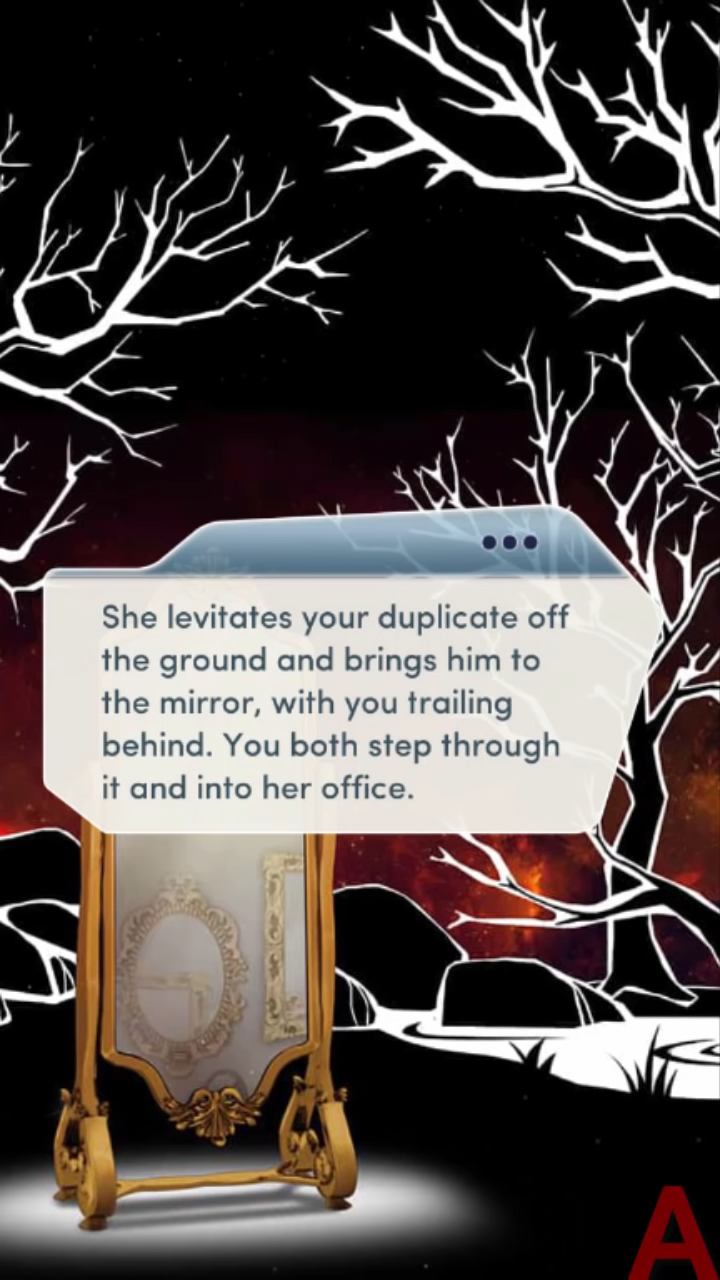 She levitates your duplicate off
the ground and brings him to
the mirror, with you trailing
behind. You both step through
it and into her office.
A